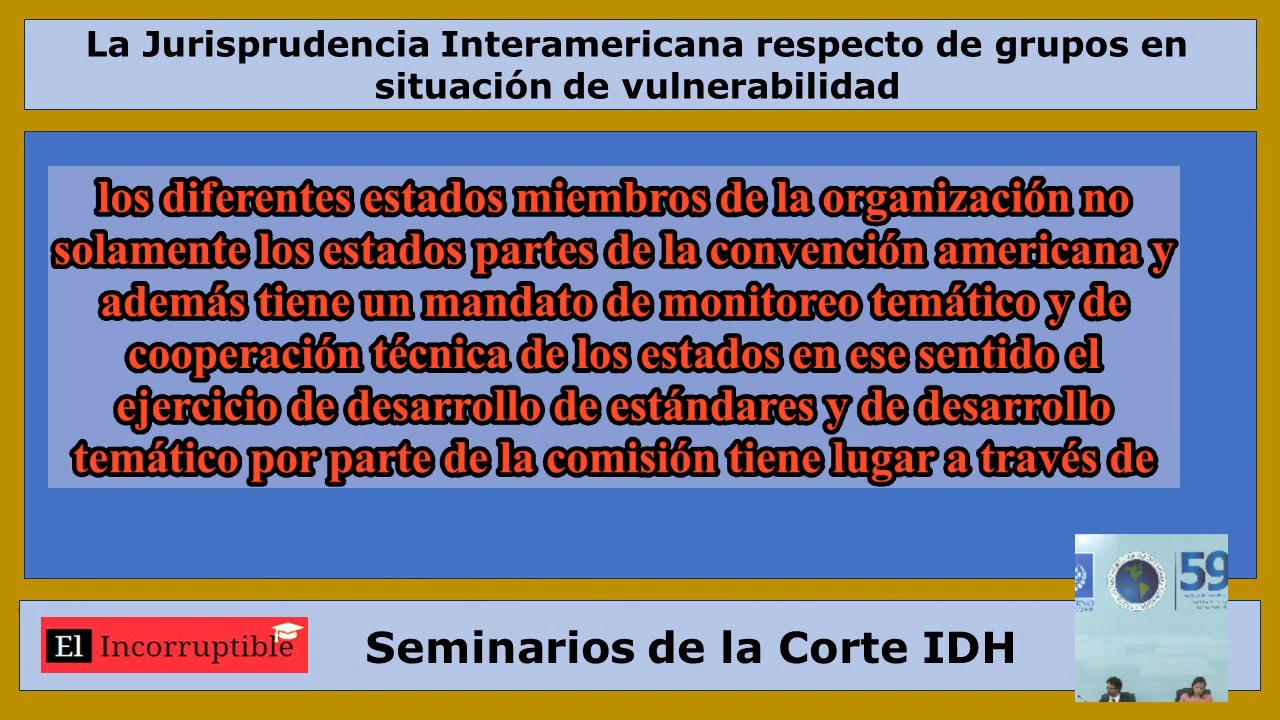 La Jurisprudencia Interamericana respecto de grupos en
situación de vulnerabilidad
los diferentes estados miembros de la organización no
solamente los estados partes de la convención americana y
además tiene un mandato de monitoreo temático y de
cooperación técnica de los estados en ese sentido el
ejercicio de desarrollo de estándares y de desarrollo
temático por parte de la comisión tiene lugar a través de
59
El Incorruptible
Seminarios de la Corte IDH